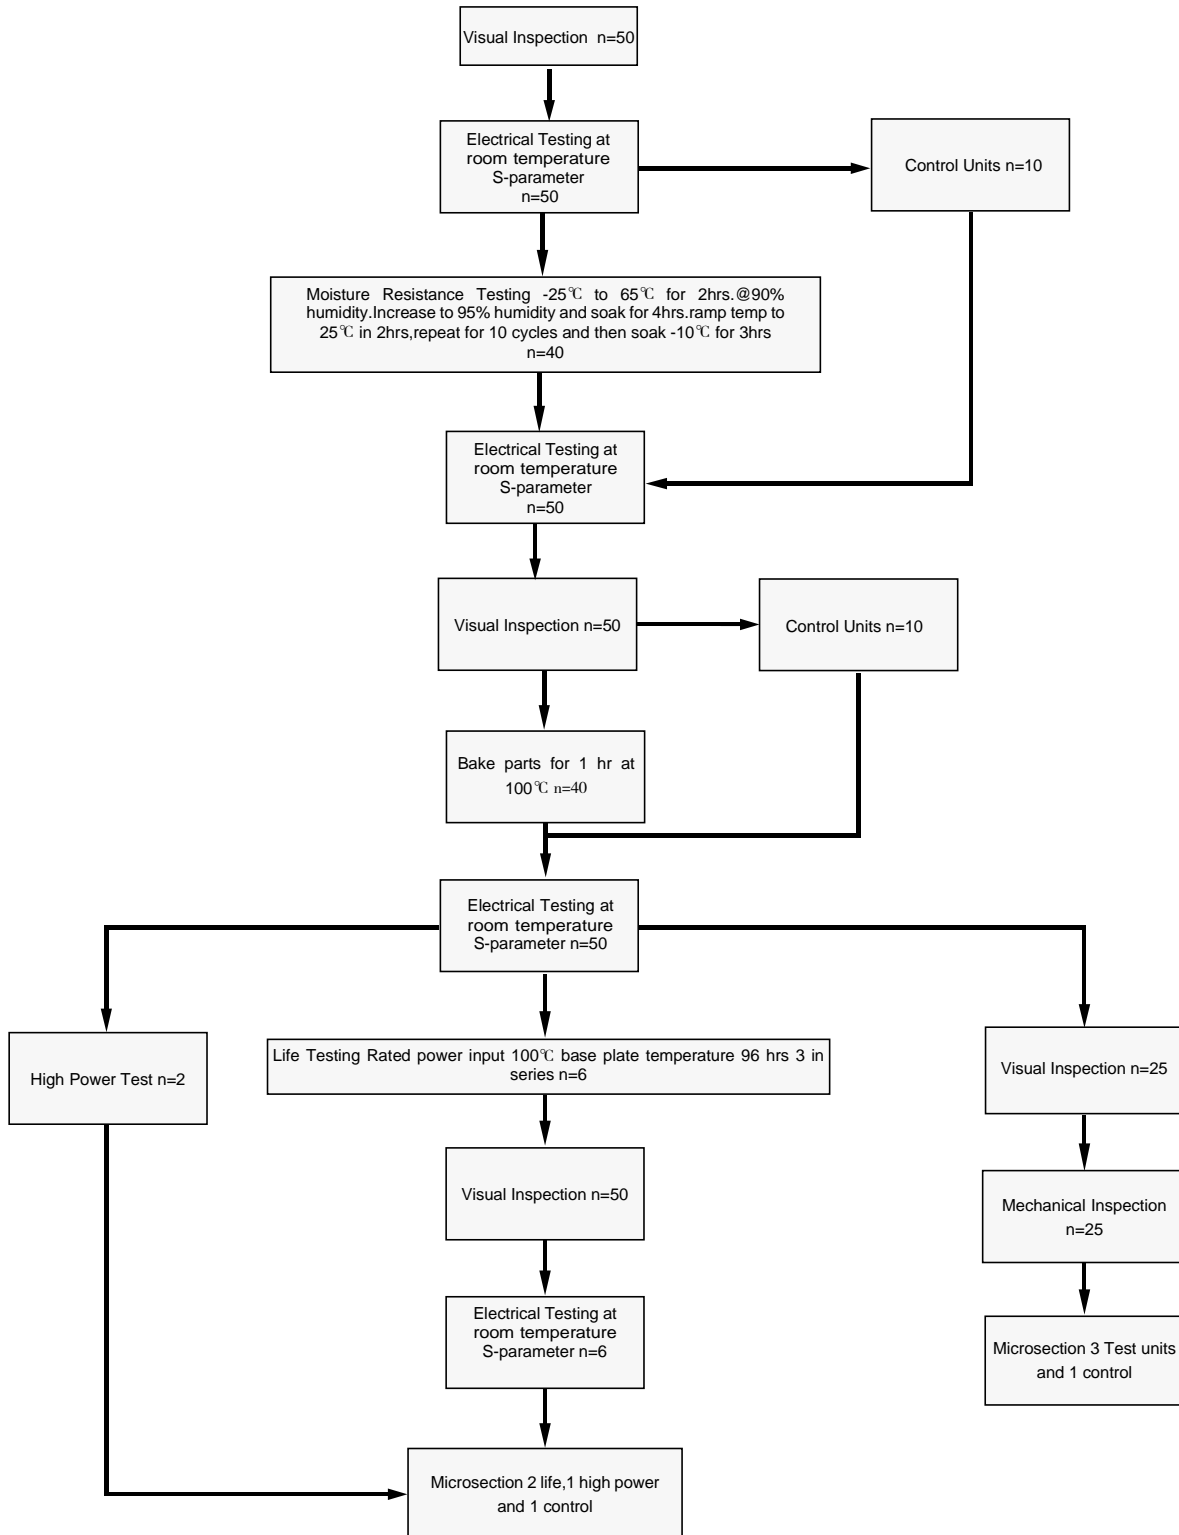 Visual Inspection  n=50
Electrical Testing at
room temperature
S-parameter
n=50
Control Units n=10
Moisture Resistance Testing -25℃ to 65℃ for 2hrs.@90%
humidity.Increase to 95% humidity and soak for 4hrs.ramp temp to
25℃ in 2hrs,repeat for 10 cycles and then soak -10℃ for 3hrs
n=40
Electrical Testing at
room temperature
S-parameter
n=50
Visual Inspection n=50
Control Units n=10
Bake parts for 1 hr at
100℃ n=40
Electrical Testing at
room temperature
S-parameter n=50
High Power Test n=2
Life Testing Rated power input 100℃ base plate temperature 96 hrs 3 in
series n=6
Visual Inspection n=25
Visual Inspection n=50
Mechanical Inspection
n=25
Electrical Testing at
room temperature
S-parameter n=6
Microsection 3 Test units
and 1 control
Microsection 2 life,1 high power
and 1 control